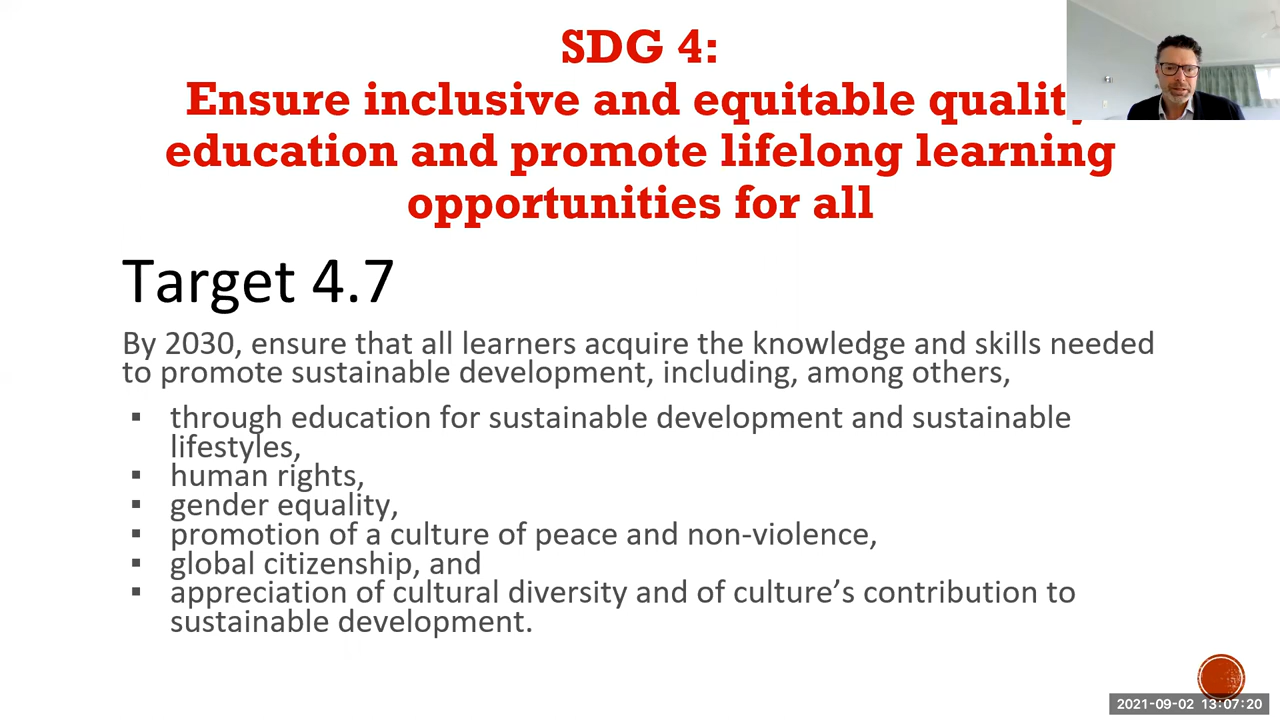 SDG 4:
Ensure inclusive and equitable quality
education and promote lifelong learning
opportunities for all
Target 4.7
By 2030, ensure that all learners acquire the knowledge and skills needed
to promote sustainable development, including, among others,
▪ through education for sustainable development and sustainable
lifestyles,
▪ human rights,
▪ gender equality,
▪ promotion of a culture of peace and non-violence,
▪ global citizenship, and
▪ appreciation of cultural diversity and of culture’s contribution to
sustainable development.
2021-09-02 13:07:20